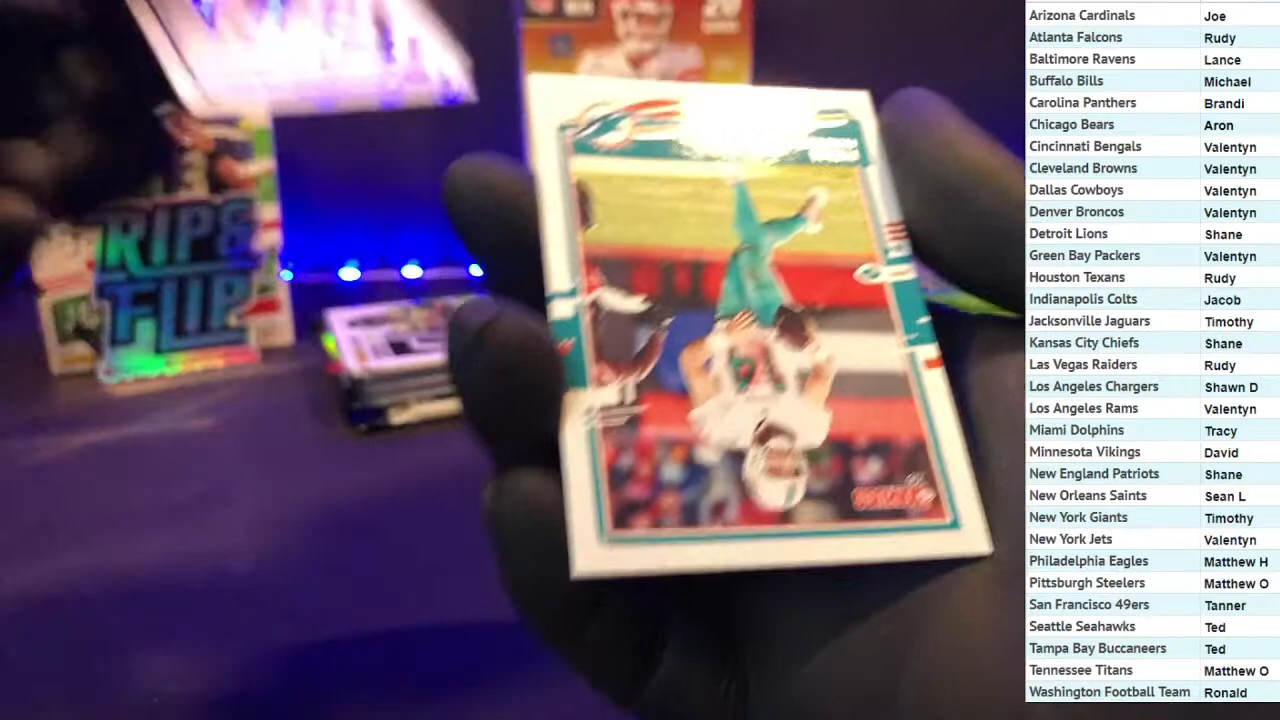 RIP &
FLIP
Arizona Cardinals Joe
Atlanta Falcons Rudy
Baltimore Ravens Lance
Buffalo Bills Michael
Carolina Panthers Brandi
Chicago Bears Aron
Cincinnati Bengals Valentyn
Cleveland Browns Valentyn
Dallas Cowboys Valentyn
Denver Broncos Valentyn
Detroit Lions Shane
Green Bay Packers Valentyn
Houston Texans Rudy
Indianapolis Colts Jacob
Jacksonville Jaguars Timothy
Kansas City Chiefs Shane
Las Vegas Raiders Rudy
Los Angeles Chargers Shawn D
Los Angeles Rams Valentyn
Miami Dolphins Tracy
Minnesota Vikings David
New England Patriots Shane
New Orleans Saints Sean L
New York Giants Timothy
New York Jets Valentyn
Philadelphia Eagles Matthew H
Pittsburgh Steelers Matthew O
San Francisco 49ers Tanner
Seattle Seahawks Ted
Tampa Bay Buccaneers Ted
Tennessee Titans Matthew O
Washington Football Team Ronald